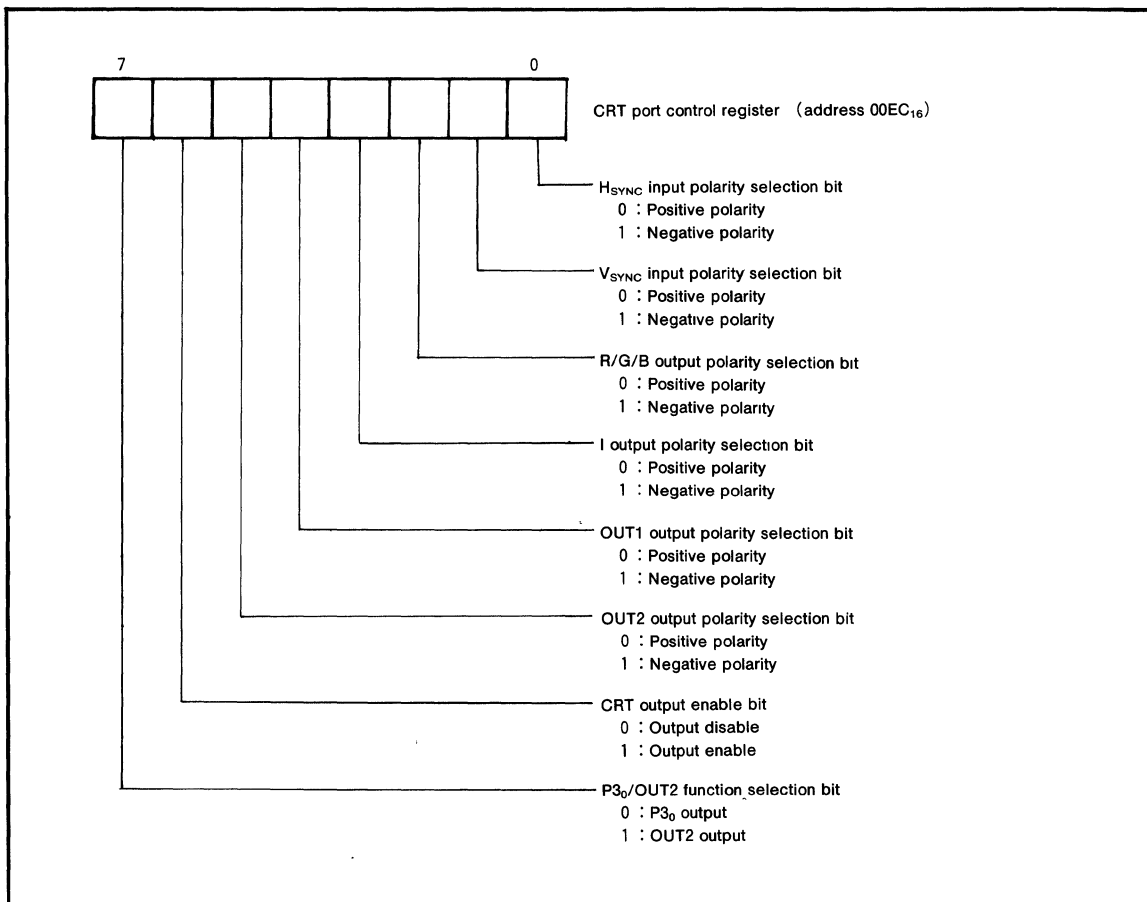 7 0
CRT port control register (address 00EC₁₆)
H_SYNC input polarity selection bit
0 : Positive polarity
1 : Negative polarity
V_SYNC input polarity selection bit
0 : Positive polarity
1 : Negative polarity
R/G/B output polarity selection bit
0 : Positive polarity
1 : Negative polarity
I output polarity selection bit
0 : Positive polarity
1 : Negative polarity
OUT1 output polarity selection bit
0 : Positive polarity
1 : Negative polarity
OUT2 output polarity selection bit
0 : Positive polarity
1 : Negative polarity
CRT output enable bit
0 : Output disable
1 : Output enable
P3₀/OUT2 function selection bit
0 : P3₀ output
1 : OUT2 output